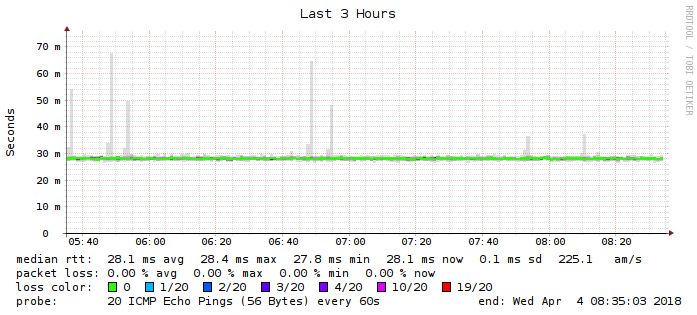 Last 3 Hours
RRDTOOL / TOBI OETIKER
Seconds
70 m
60 m
50 m
40 m
30 m
20 m
10 m
0
05:40 06:00 06:20 06:40 07:00 07:20 07:40 08:00 08:20
median rtt: 28.1 ms avg 28.4 ms max 27.8 ms min 28.1 ms now 0.1 ms sd 225.1 am/s
packet loss: 0.00 % avg 0.00 % max 0.00 % min 0.00 % now
loss color: 0 1/20 2/20 3/20 4/20 10/20 19/20
probe: 20 ICMP Echo Pings (56 Bytes) every 60s end: Wed Apr 4 08:35:03 2018